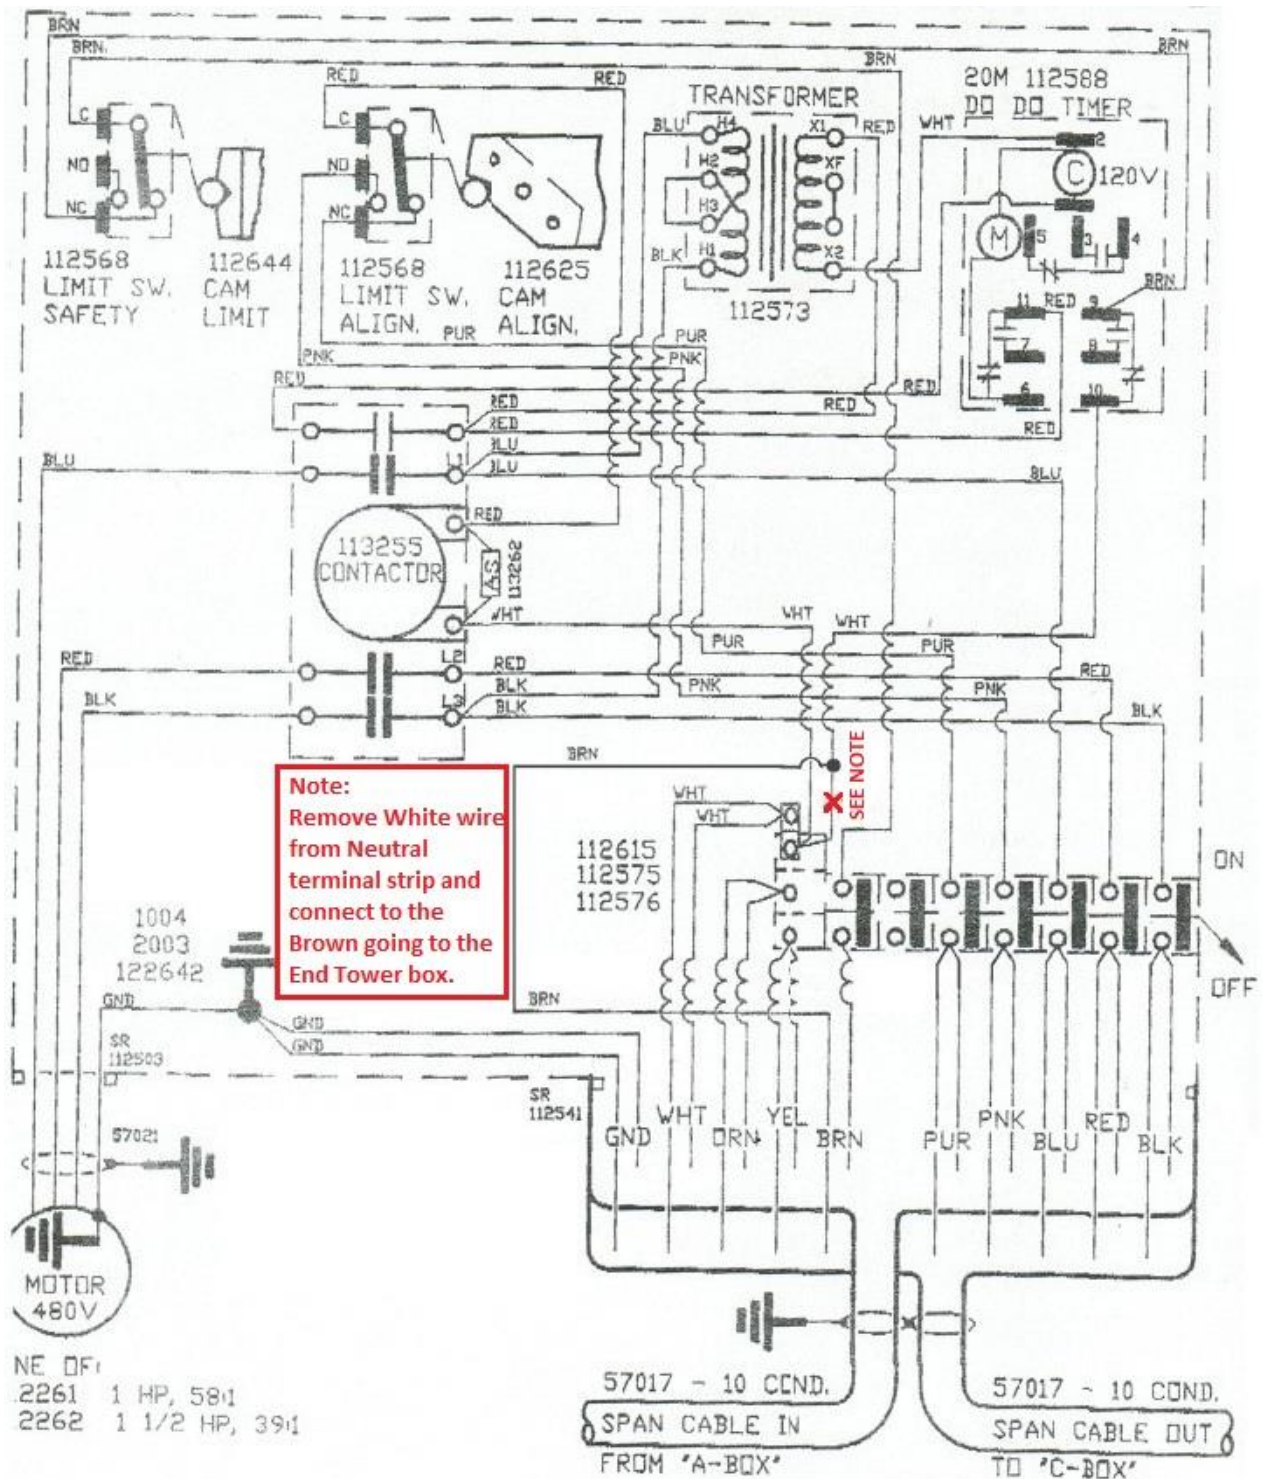 BRN
BRN.
RED
RED
BRN
BRN
20M 112588
DO DO TIMER
TRANSFORMER
C
NO
NC
C
NO
NC
BLU
H4
H2
H3
H1
BLK
X1
RED
XF
X2
WHT
2
C
120V
M
5
3
4
BRN
112568
LIMIT SW.
SAFETY
112644
CAM
LIMIT
112568
LIMIT SW.
ALIGN.
112625
CAM
ALIGN.
112573
11
RED
9
7
8
6
10
PUR
PUR
PNK
PNK
RED
RED
RED
RED
RED
RED
BLU
BLU
L1
BLU
BLU
RED
113255
CONTACTOR
A.S
113262
WHT
WHT
WHT
PUR
PUR
RED
L2
RED
RED
BLK
L3
BLK
BLK
PNK
PNK
BLK
BRN
SEE NOTE
Note:
Remove White wire
from Neutral
terminal strip and
connect to the
Brown going to the
End Tower box.
WHT
WHT
112615
112575
112576
ON
OFF
1004
2003
122642
GND
GND
GND
BRN
SR
112503
SR
112541
57021
GND
WHT
ORN
YEL
BRN
PUR
PNK
BLU
RED
BLK
MOTOR
480V
NE OF:
.2261 1 HP, 58:1
.2262 1 1/2 HP, 39:1
57017 - 10 COND.
SPAN CABLE IN
FROM "A-BOX"
57017 - 10 COND.
SPAN CABLE OUT
TO "C-BOX"